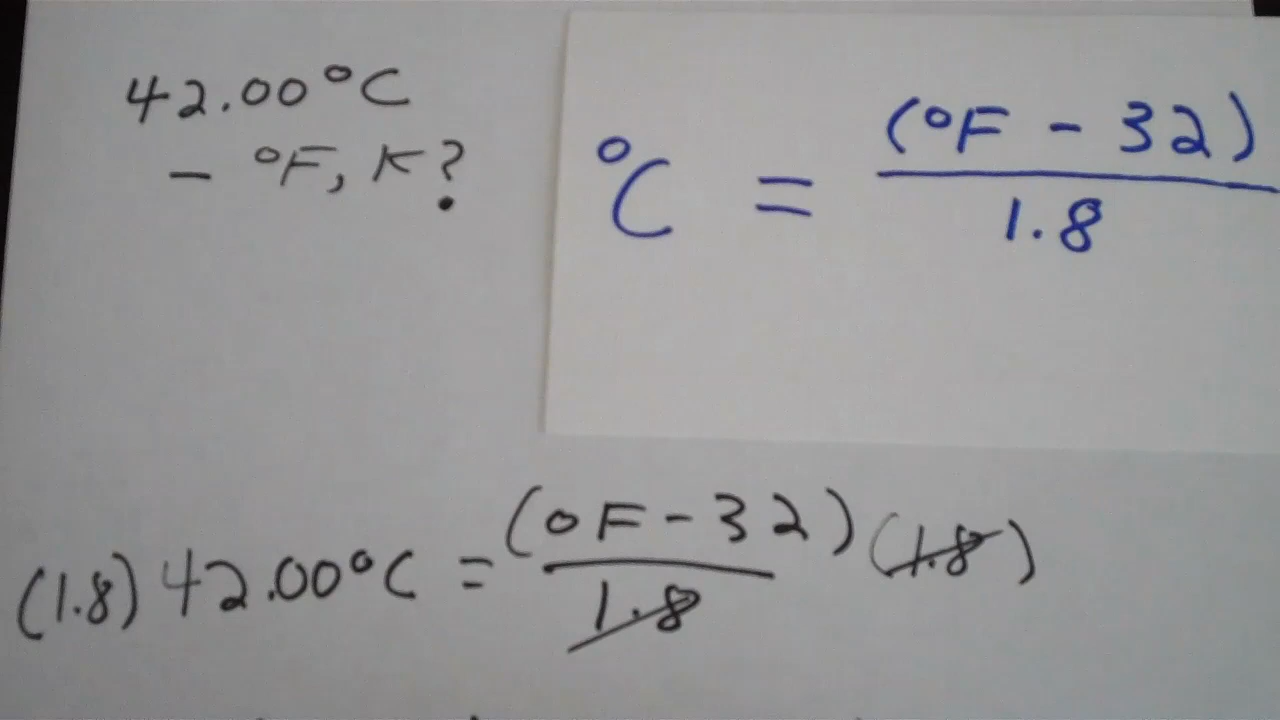 42.00°C
- °F, K?
°C = (°F - 32)
1.8
(1.8) 42.00°C = (°F - 32) (1.8)
1.8